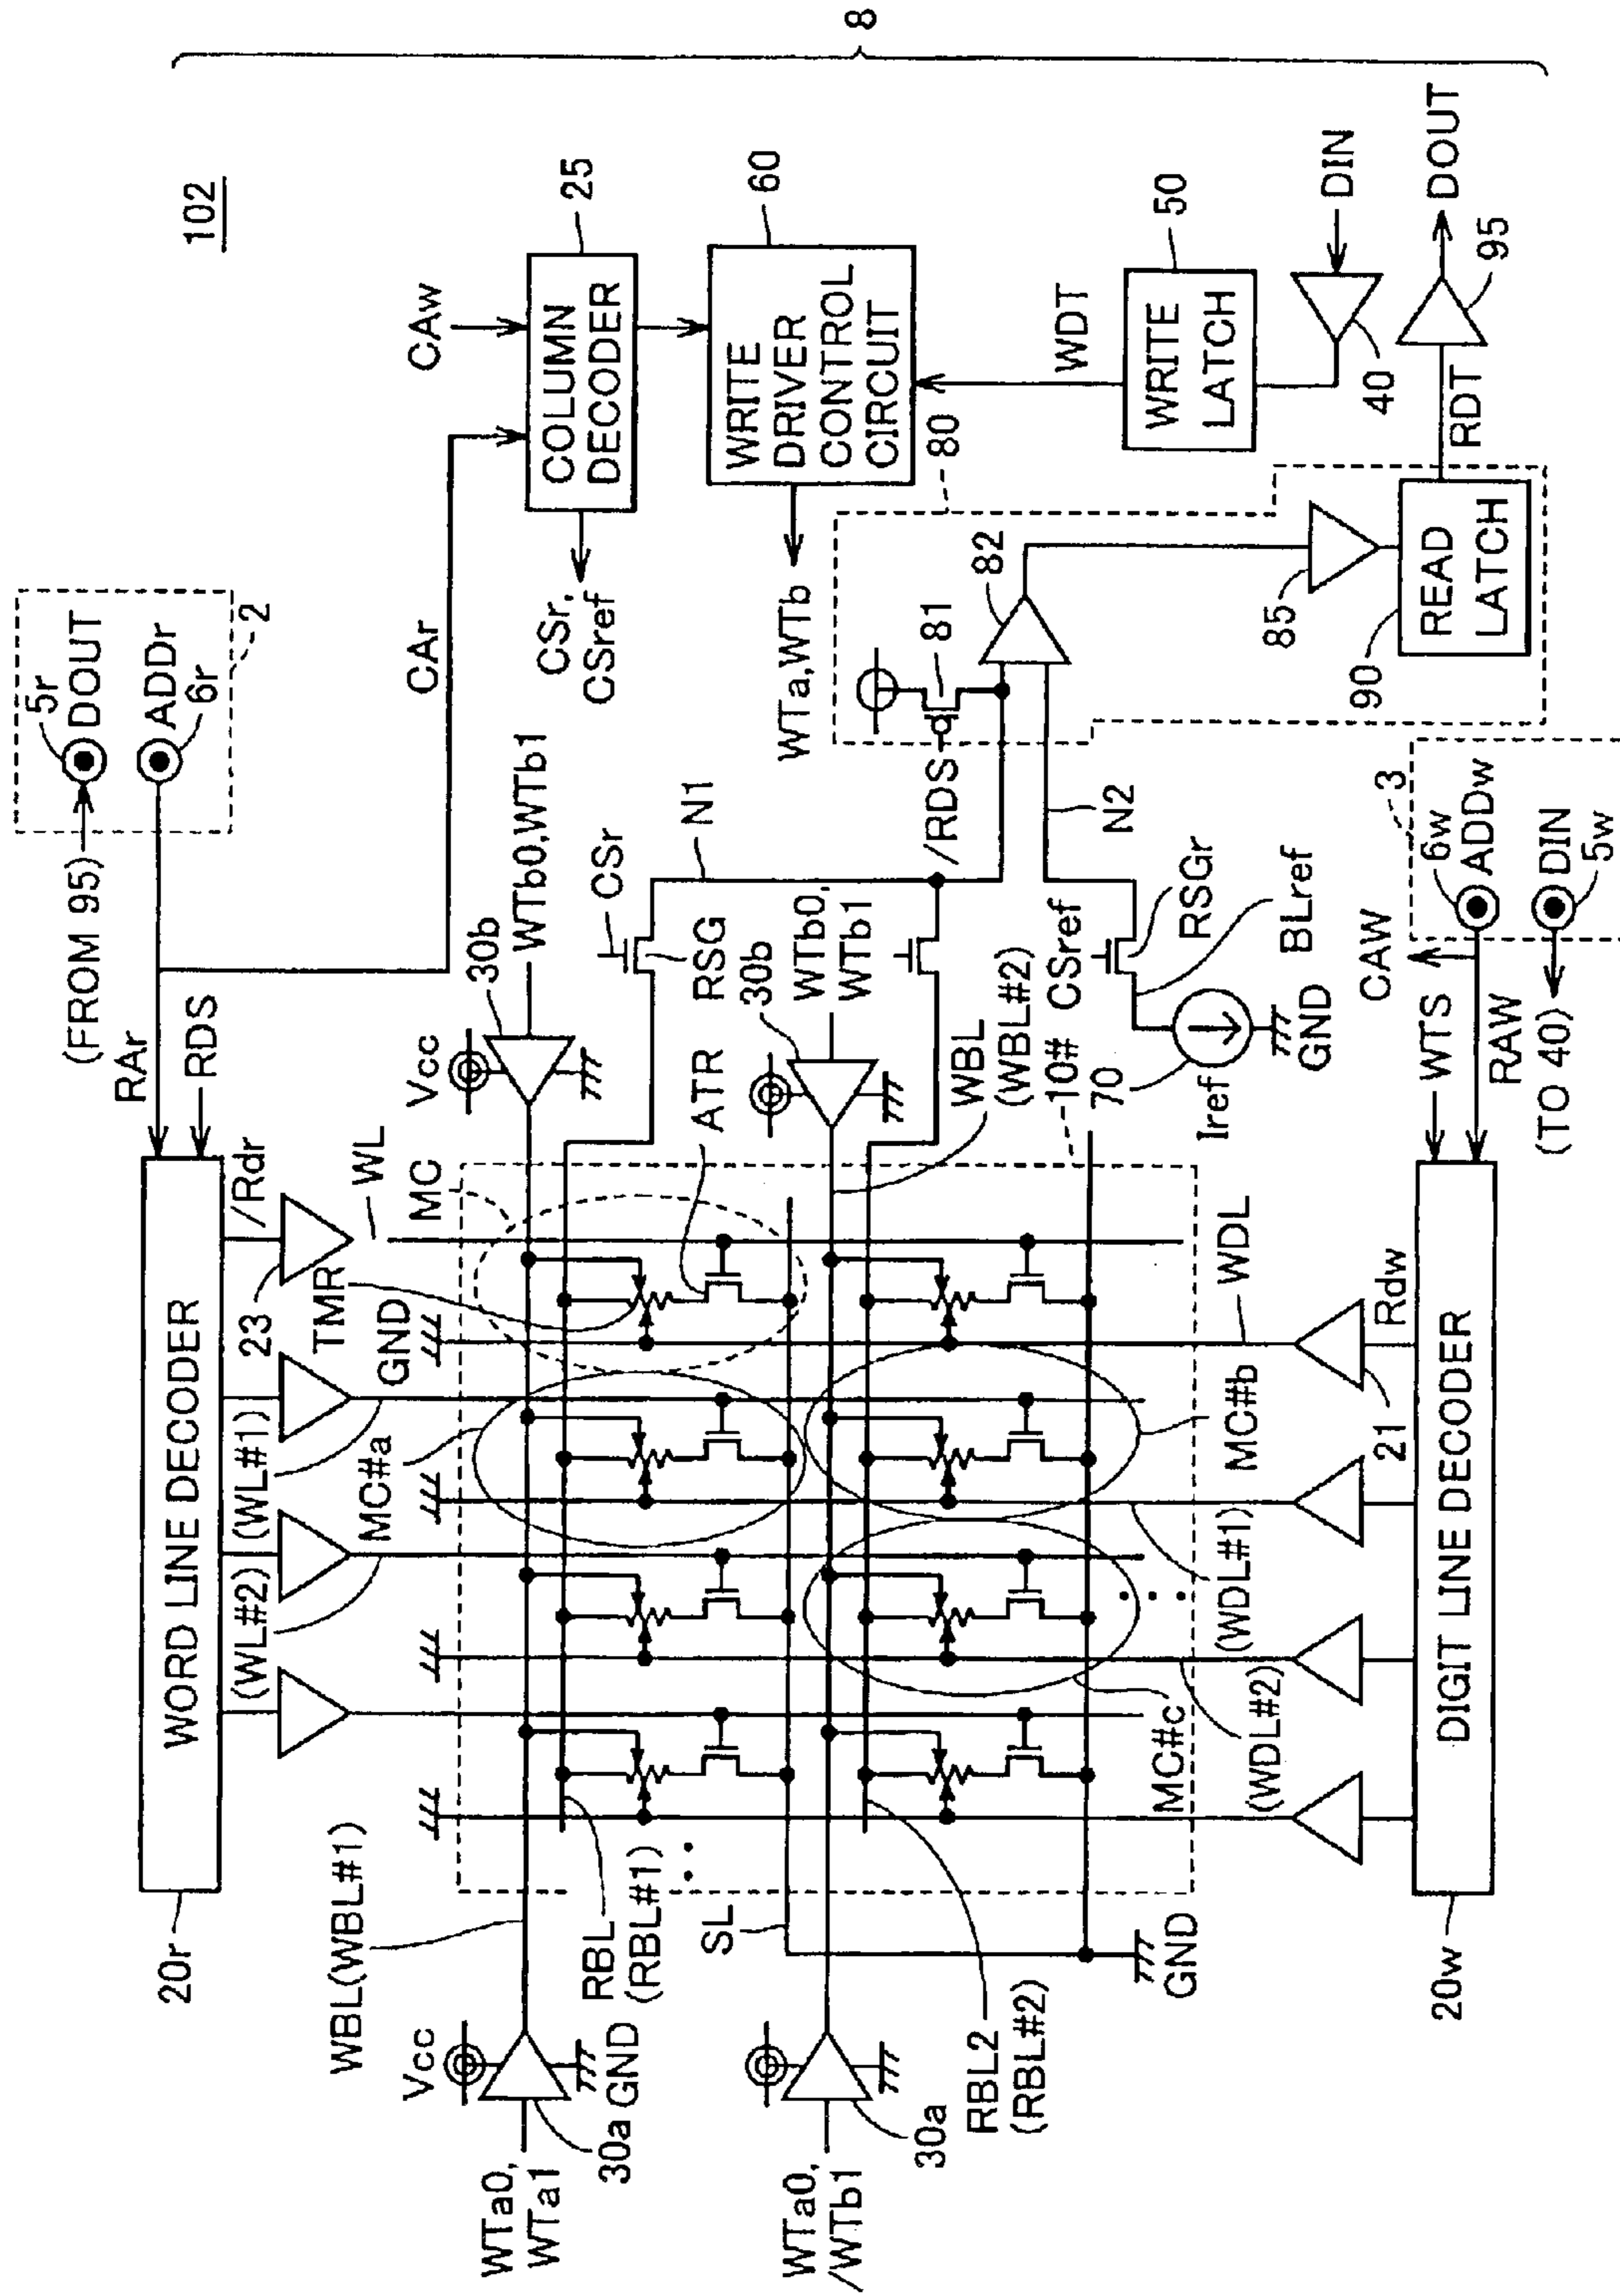 102
8
5r
DOUT
ADDr
6r
2
(FROM 95)
RAr
RDS
CAr
CAw
25
COLUMN
DECODER
CSr,
CSref
60
WRITE
DRIVER
CONTROL
CIRCUIT
WTa,WTb
WDT
50
WRITE
LATCH
DIN
40
DOUT
95
RDT
80
82
81
85
90
READ
LATCH
/RDS
N1
N2
CSr
RSG
WTb0,WTb1
30b
Vcc
ATR
30b
WTb0,
WTb1
WBL
(WBL#2)
10#
CSref
RSGr
BLref
70
Iref
GND
3
6w
ADDw
DIN
5w
CAW
WTS
RAW
(TO 40)
WORD LINE DECODER
20r
/Rdr
WL
MC
23
TMR
GND
(WL#1)
MC#a
(WL#2)
WBL(WBL#1)
Vcc
30a
GND
WTa0,
WTa1
RBL
(RBL#1)
SL
GND
RBL2
(RBL#2)
30a
WTa0,
/WTb1
WDL
Rdw
21
MC#b
(WDL#1)
(WDL#2)
MC#c
DIGIT LINE DECODER
20w